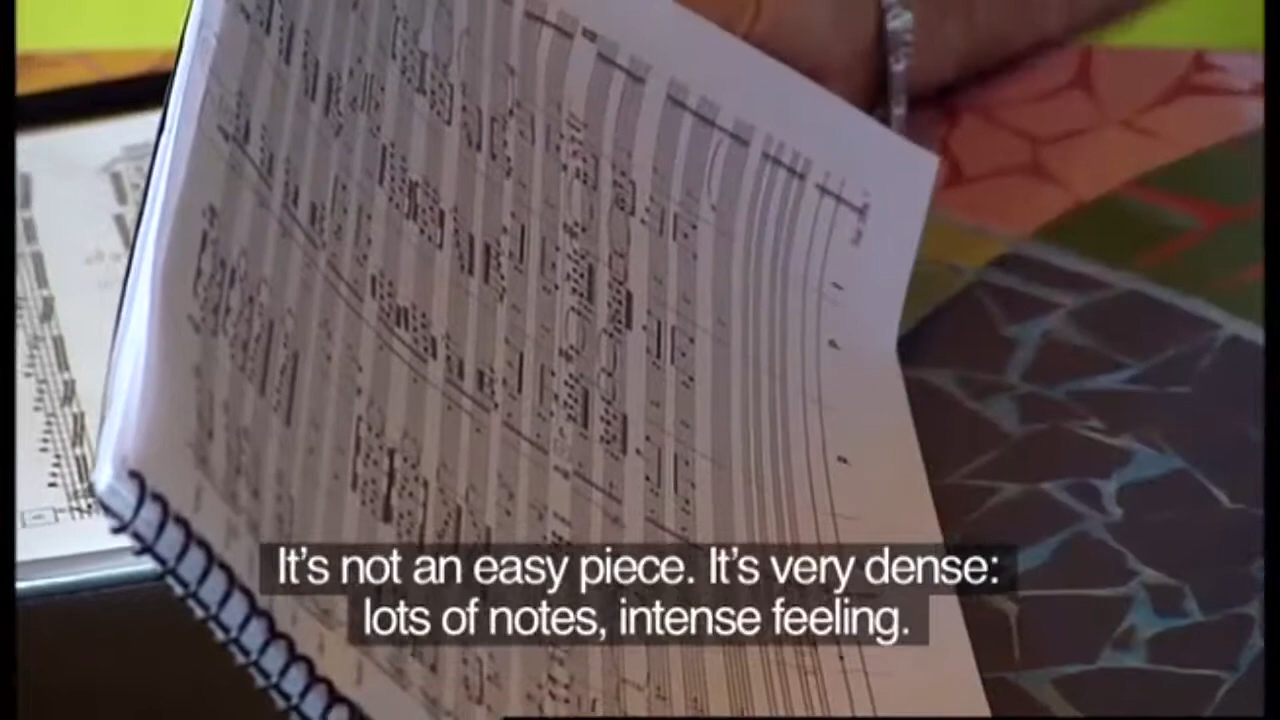 It's not an easy piece. It's very dense:
lots of notes, intense feeling.